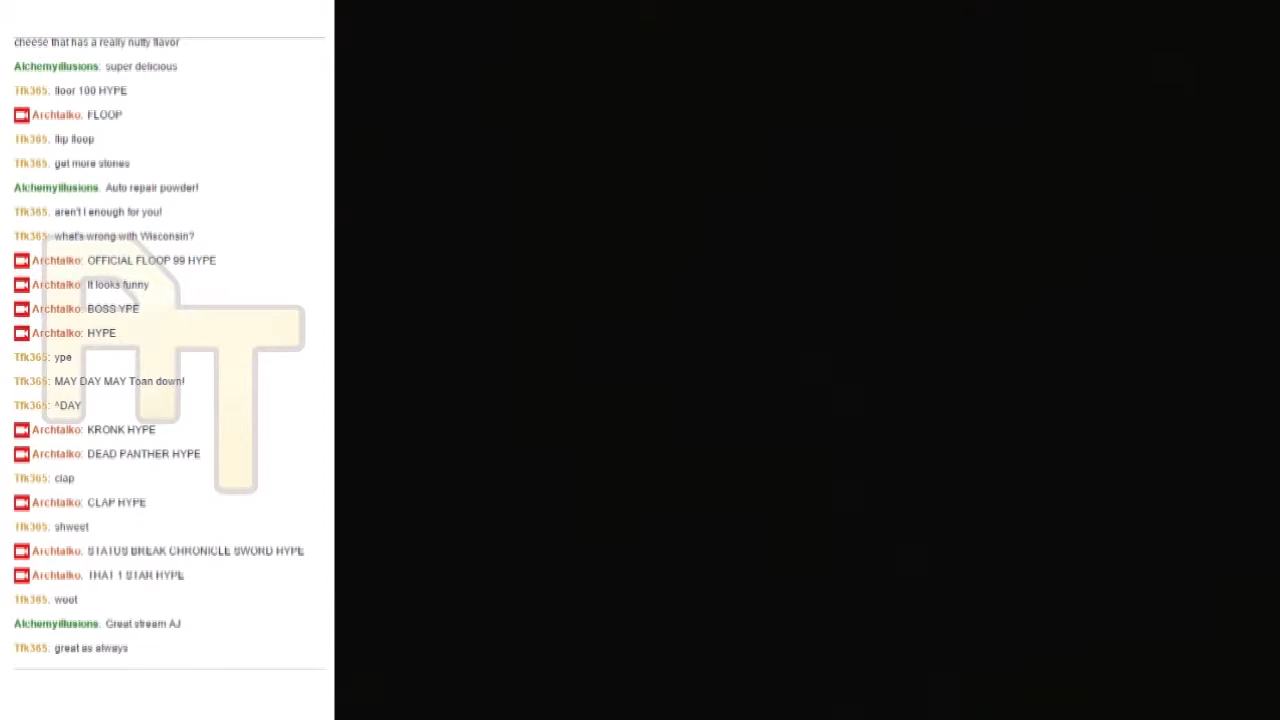 cheese that has a really nutty flavor
Alchemyillusions: super delicious
Tfk365: floor 100 HYPE
Archtalko: FLOOP
Tfk365: flip floop
Tfk365: get more stones
Alchemyillusions: Auto repair powder!
Tfk365: aren't I enough for you!
Tfk365: what's wrong with Wisconsin?
Archtalko: OFFICIAL FLOOP 99 HYPE
Archtalko: It looks funny
Archtalko: BOSS YPE
Archtalko: HYPE
Tfk365: ype
Tfk365: MAY DAY MAY Toan down!
Tfk365: ^DAY
Archtalko: KRONK HYPE
Archtalko: DEAD PANTHER HYPE
Tfk365: clap
Archtalko: CLAP HYPE
Tfk365: shweet
Archtalko: STATUS BREAK CHRONICLE SWORD HYPE
Archtalko: THAT 1 STAR HYPE
Tfk365: woot
Alchemyillusions: Great stream AJ
Tfk365: great as always